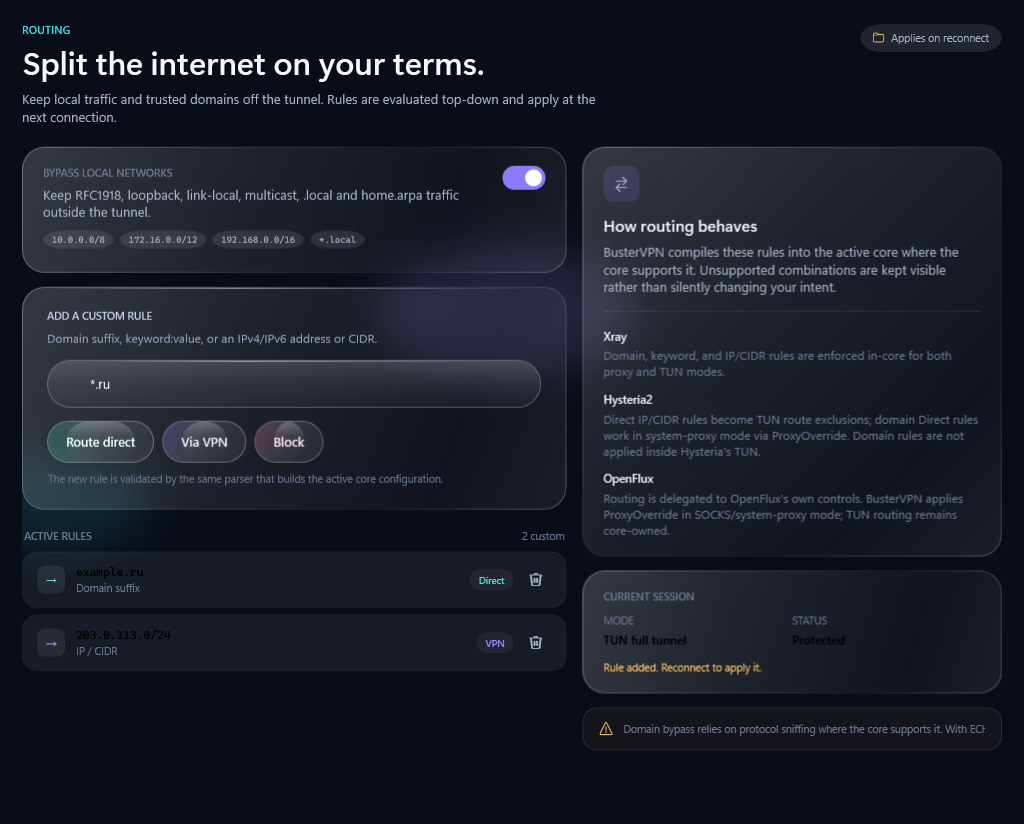 ROUTING
Split the internet on your terms.
Keep local traffic and trusted domains off the tunnel. Rules are evaluated top-down and apply at the
next connection.
Applies on reconnect
BYPASS LOCAL NETWORKS
Keep RFC1918, loopback, link-local, multicast, .local and home.arpa traffic
outside the tunnel.
10.0.0.0/8
172.16.0.0/12
192.168.0.0/16
*.local
ADD A CUSTOM RULE
Domain suffix, keyword:value, or an IPv4/IPv6 address or CIDR.
*.ru
Route direct
Via VPN
Block
The new rule is validated by the same parser that builds the active core configuration.
ACTIVE RULES
2 custom
example.ru
Domain suffix
Direct
203.0.113.0/24
IP / CIDR
VPN
How routing behaves
BusterVPN compiles these rules into the active core where the
core supports it. Unsupported combinations are kept visible
rather than silently changing your intent.
Xray
Domain, keyword, and IP/CIDR rules are enforced in-core for both
proxy and TUN modes.
Hysteria2
Direct IP/CIDR rules become TUN route exclusions; domain Direct rules
work in system-proxy mode via ProxyOverride. Domain rules are not
applied inside Hysteria's TUN.
OpenFlux
Routing is delegated to OpenFlux's own controls. BusterVPN applies
ProxyOverride in SOCKS/system-proxy mode; TUN routing remains
core-owned.
CURRENT SESSION
MODE
STATUS
TUN full tunnel
Protected
Rule added. Reconnect to apply it.
Domain bypass relies on protocol sniffing where the core supports it. With